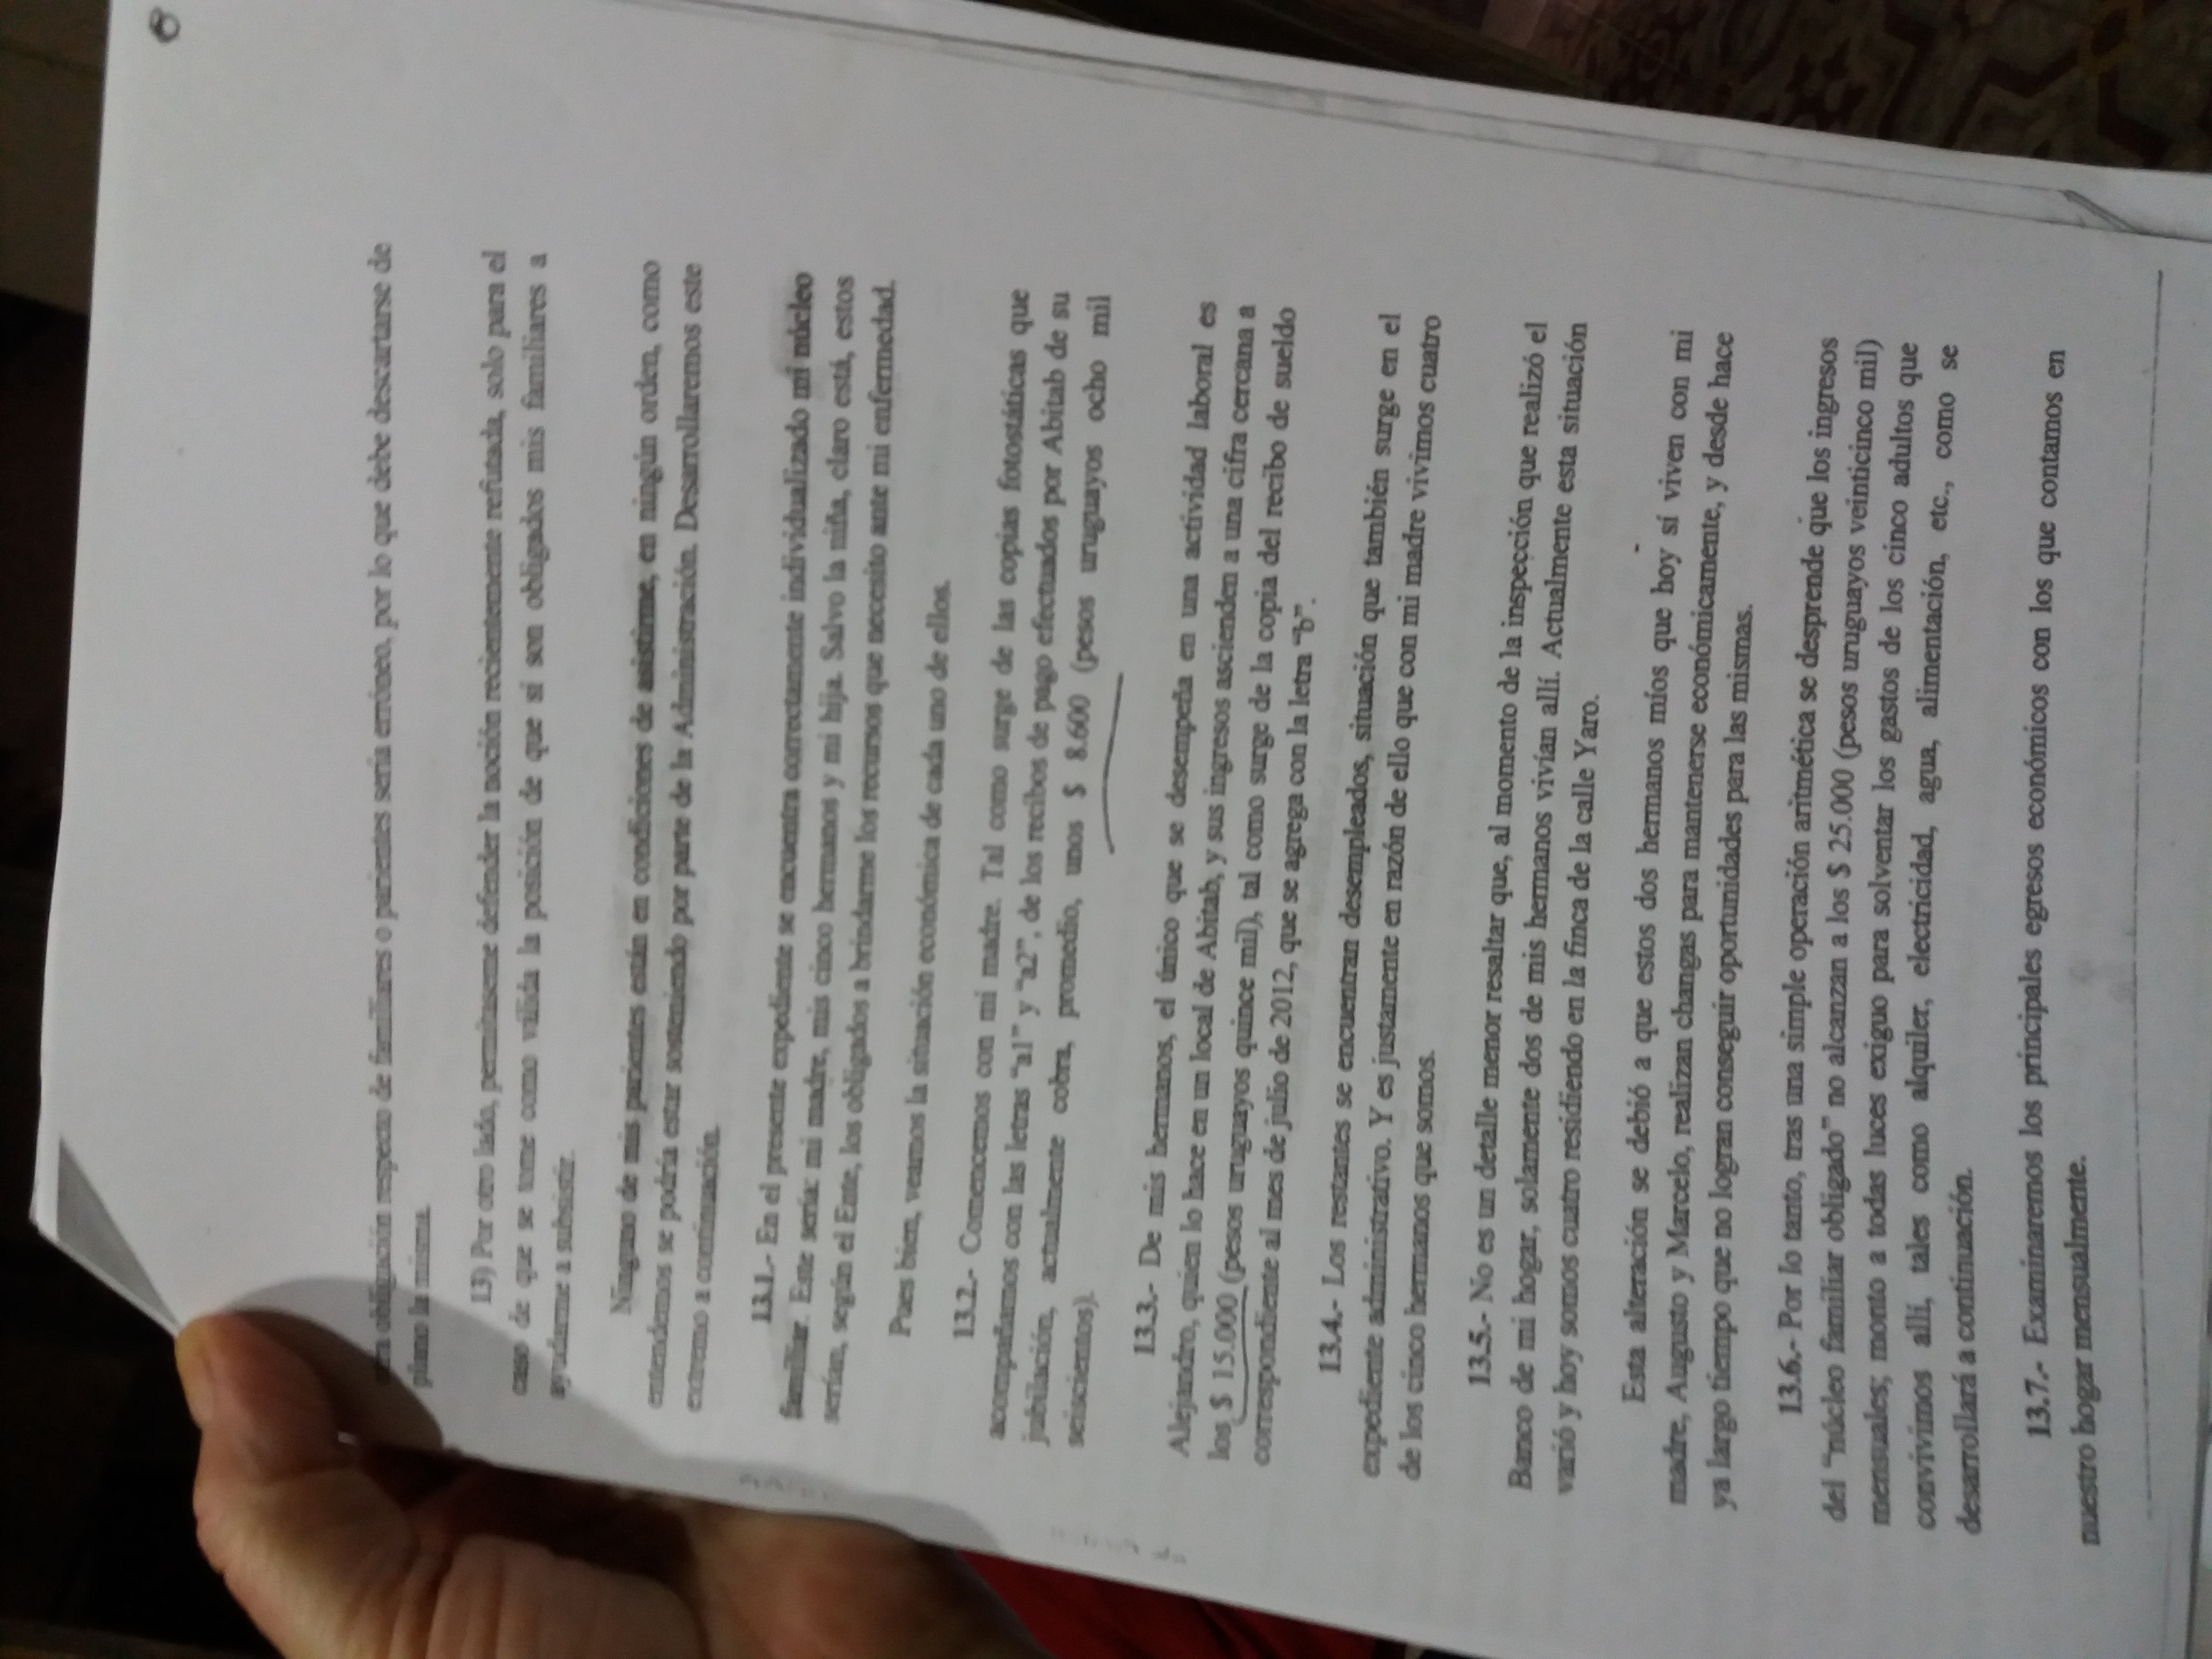 8
otra obligación respecto de familiares o parientes sería erróneo, por lo que debe descartarse de
plano la misma.
13) Por otro lado, permítaseme defender la noción recientemente refutada, solo para el
caso de que se tome como válida la posición de que sí son obligados mis familiares a
ayudarme a subsistir.
Ninguno de mis parientes están en condiciones de asistirme, en ningún orden, como
entendemos se podría estar sosteniendo por parte de la Administración. Desarrollaremos este
extremo a continuación.
13.1.- En el presente expediente se encuentra correctamente individualizado mi núcleo
familiar. Este sería: mi madre, mis cinco hermanos y mi hija. Salvo la niña, claro está, estos
serían, según el Ente, los obligados a brindarme los recursos que necesito ante mi enfermedad.
Pues bien, veamos la situación económica de cada uno de ellos.
13.2.- Comencemos con mi madre. Tal como surge de las copias fotostáticas que
acompañamos con las letras “a1” y “a2”, de los recibos de pago efectuados por Abitab de su
jubilación, actualmente cobra, promedio, unos $ 8.600 (pesos uruguayos ocho mil
seiscientos).
13.3.- De mis hermanos, el único que se desempeña en una actividad laboral es
Alejandro, quien lo hace en un local de Abitab, y sus ingresos ascienden a una cifra cercana a
los $ 15.000 (pesos uruguayos quince mil), tal como surge de la copia del recibo de sueldo
correspondiente al mes de julio de 2012, que se agrega con la letra “b”.
13.4.- Los restantes se encuentran desempleados, situación que también surge en el
expediente administrativo. Y es justamente en razón de ello que con mi madre vivimos cuatro
de los cinco hermanos que somos.
13.5.- No es un detalle menor resaltar que, al momento de la inspección que realizó el
Banco de mi hogar, solamente dos de mis hermanos vivían allí. Actualmente esta situación
varió y hoy somos cuatro residiendo en la finca de la calle Yaro.
Esta alteración se debió a que estos dos hermanos míos que hoy sí viven con mi
madre, Augusto y Marcelo, realizan changas para mantenerse económicamente, y desde hace
ya largo tiempo que no logran conseguir oportunidades para las mismas.
13.6.- Por lo tanto, tras una simple operación aritmética se desprende que los ingresos
del “núcleo familiar obligado” no alcanzan a los $ 25.000 (pesos uruguayos veinticinco mil)
mensuales; monto a todas luces exiguo para solventar los gastos de los cinco adultos que
convivimos allí, tales como alquiler, electricidad, agua, alimentación, etc., como se
desarrollará a continuación.
13.7.- Examinaremos los principales egresos económicos con los que contamos en
nuestro hogar mensualmente.